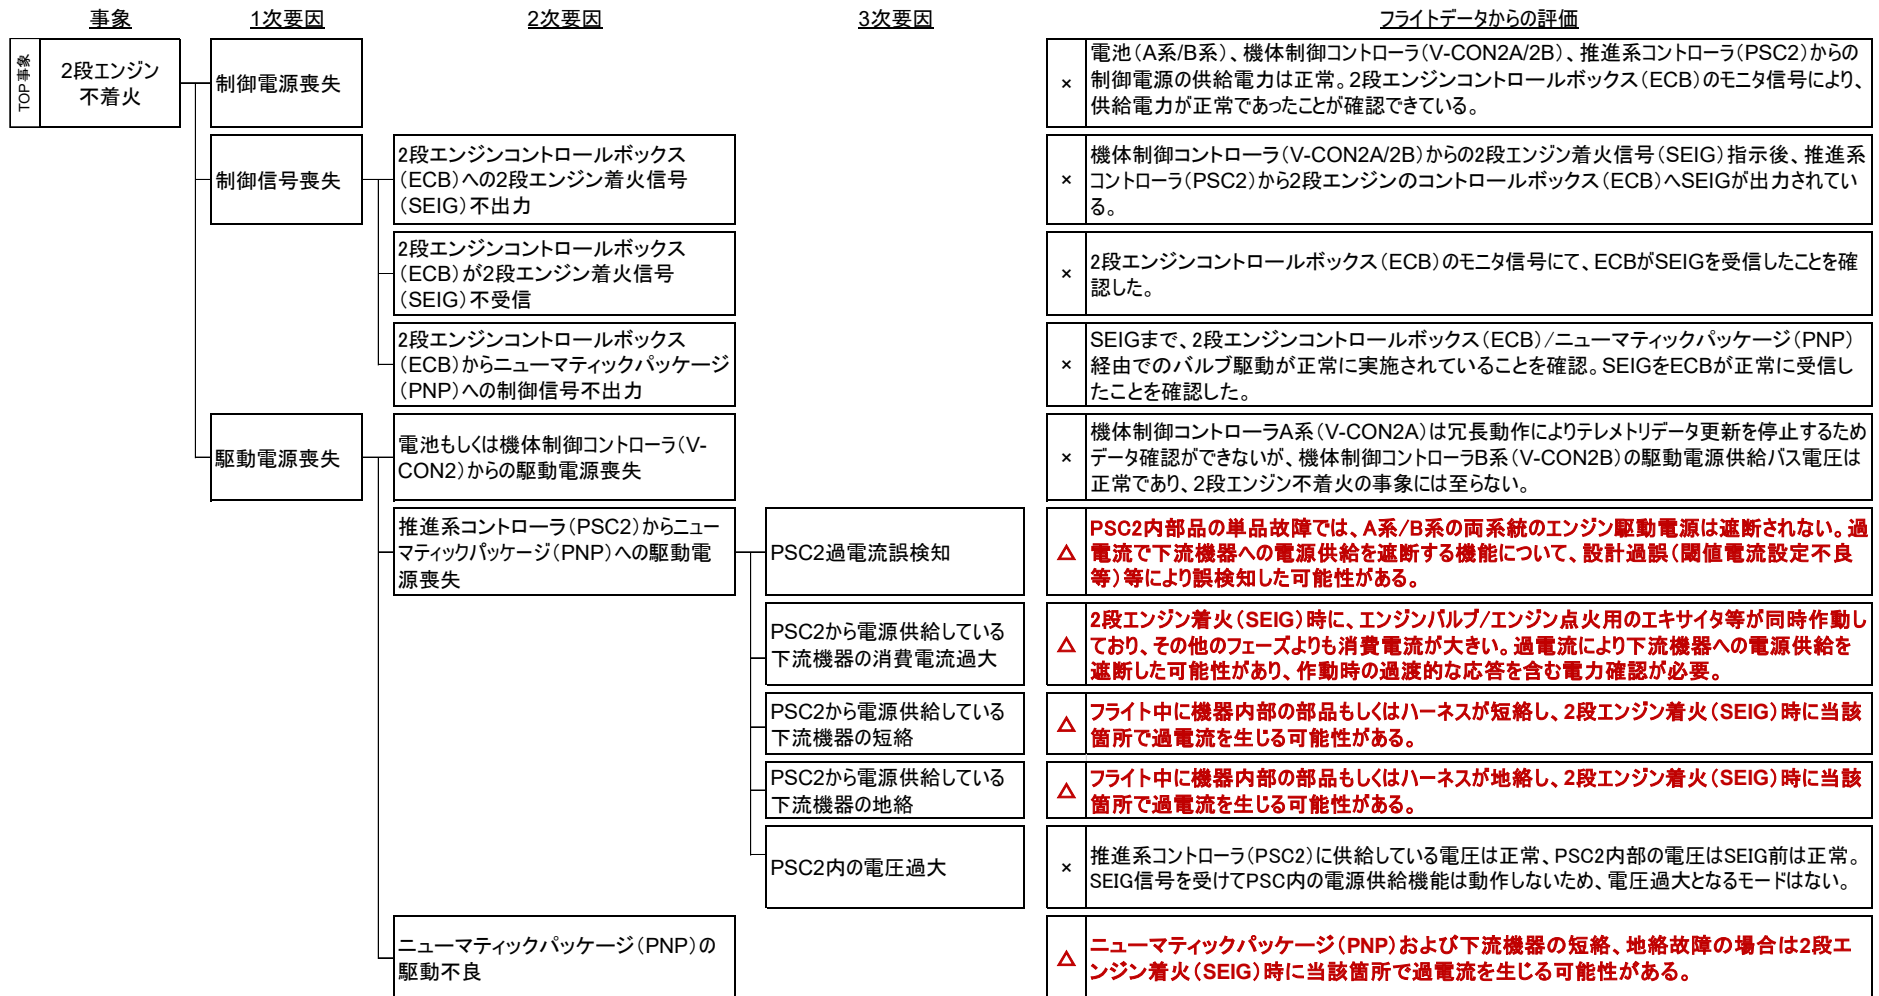 事象
1次要因
2次要因
3次要因
フライトデータからの評価
TOP事象
2段エンジン
不着火
制御電源喪失
×
電池（A系/B系）、機体制御コントローラ（V-CON2A/2B）、推進系コントローラ（PSC2）からの
制御電源の供給電力は正常。2段エンジンコントロールボックス（ECB）のモニタ信号により、
供給電力が正常であったことが確認できている。
制御信号喪失
2段エンジンコントロールボックス
（ECB）への2段エンジン着火信号
（SEIG）不出力
×
機体制御コントローラ（V-CON2A/2B）からの2段エンジン着火信号（SEIG）指示後、推進系
コントローラ（PSC2）から2段エンジンのコントロールボックス（ECB）へSEIGが出力されてい
る。
2段エンジンコントロールボックス
（ECB）が2段エンジン着火信号
（SEIG）不受信
×
2段エンジンコントロールボックス（ECB）のモニタ信号にて、ECBがSEIGを受信したことを確
認した。
2段エンジンコントロールボックス
（ECB）からニューマティックパッケージ
（PNP）への制御信号不出力
×
SEIGまで、2段エンジンコントロールボックス（ECB）/ニューマティックパッケージ（PNP）
経由でのバルブ駆動が正常に実施されていることを確認。SEIGをECBが正常に受信し
たことを確認した。
駆動電源喪失
電池もしくは機体制御コントローラ（V-
CON2）からの駆動電源喪失
×
機体制御コントローラA系（V-CON2A）は冗長動作によりテレメトリデータ更新を停止するため
データ確認ができないが、機体制御コントローラB系（V-CON2B）の駆動電源供給バス電圧は
正常であり、2段エンジン不着火の事象には至らない。
推進系コントローラ（PSC2）からニュー
マティックパッケージ（PNP）への駆動電
源喪失
PSC2過電流誤検知
△
PSC2内部品の単品故障では、A系/B系の両系統のエンジン駆動電源は遮断されない。過
電流で下流機器への電源供給を遮断する機能について、設計過誤（閾値電流設定不良
等）等により誤検知した可能性がある。
PSC2から電源供給している
下流機器の消費電流過大
△
2段エンジン着火（SEIG）時に、エンジンバルブ/エンジン点火用のエキサイタ等が同時作動し
ており、その他のフェーズよりも消費電流が大きい。過電流により下流機器への電源供給を
遮断した可能性があり、作動時の過渡的な応答を含む電力確認が必要。
PSC2から電源供給している
下流機器の短絡
△
フライト中に機器内部の部品もしくはハーネスが短絡し、2段エンジン着火（SEIG）時に当該
箇所で過電流を生じる可能性がある。
PSC2から電源供給している
下流機器の地絡
△
フライト中に機器内部の部品もしくはハーネスが地絡し、2段エンジン着火（SEIG）時に当該
箇所で過電流を生じる可能性がある。
PSC2内の電圧過大
×
推進系コントローラ（PSC2）に供給している電圧は正常、PSC2内部の電圧はSEIG前は正常。
SEIG信号を受けてPSC内の電源供給機能は動作しないため、電圧過大となるモードはない。
ニューマティックパッケージ（PNP）の
駆動不良
△
ニューマティックパッケージ（PNP）および下流機器の短絡、地絡故障の場合は2段エ
ンジン着火（SEIG）時に当該箇所で過電流を生じる可能性がある。